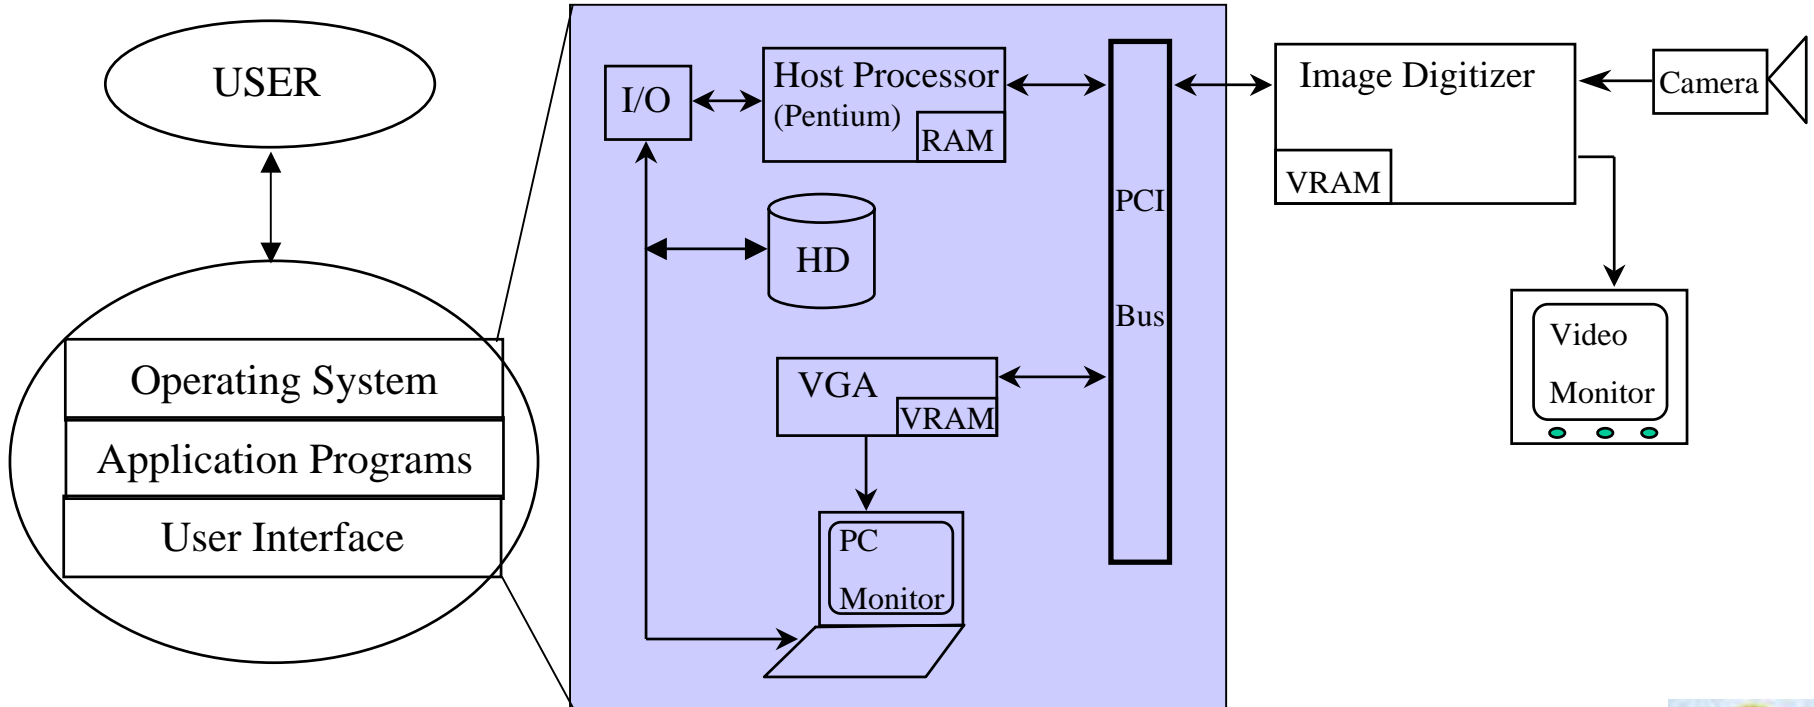 USER
Operating System
Application Programs
User Interface
I/O
Host Processor
(Pentium)
RAM
HD
VGA
VRAM
PC
Monitor
PCI
Bus
Image Digitizer
VRAM
Camera
Video
Monitor